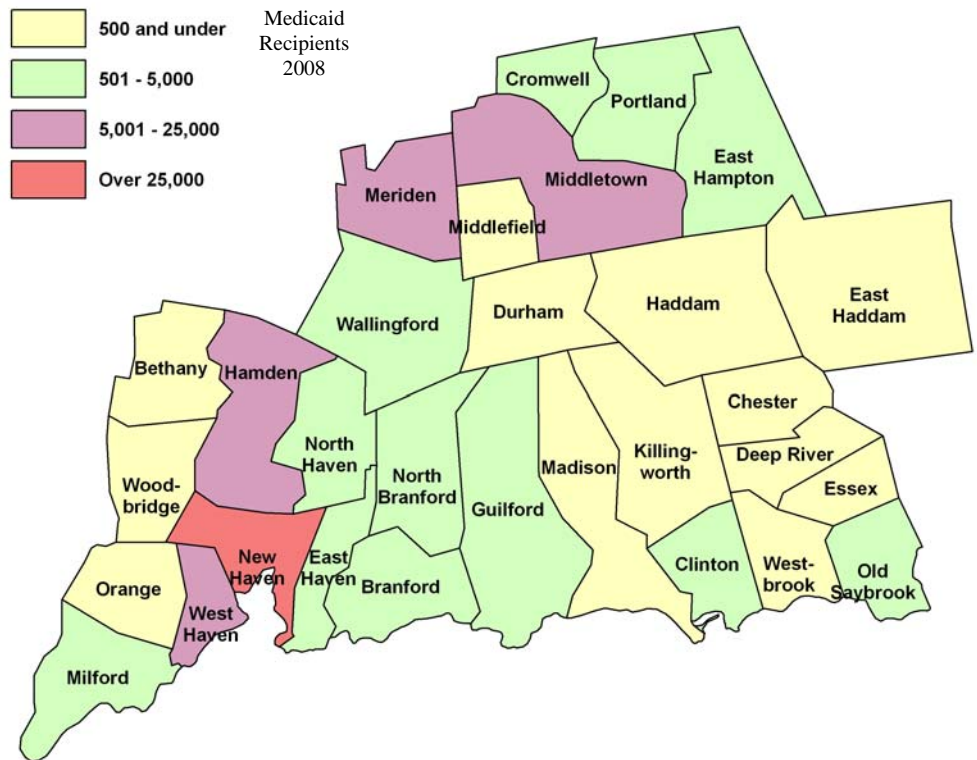 500 and under
501 - 5,000
5,001 - 25,000
Over 25,000
Medicaid
Recipients
2008
Cromwell
Portland
East
Hampton
Middletown
Meriden
Middlefield
Wallingford
Durham
Haddam
East
Haddam
Bethany
Hamden
North
Haven
North
Branford
Guilford
Madison
Killing-
worth
Chester
Deep River
Essex
Wood-
bridge
Orange
West
Haven
New
Haven
East
Haven
Branford
Clinton
West-
brook
Old
Saybrook
Milford